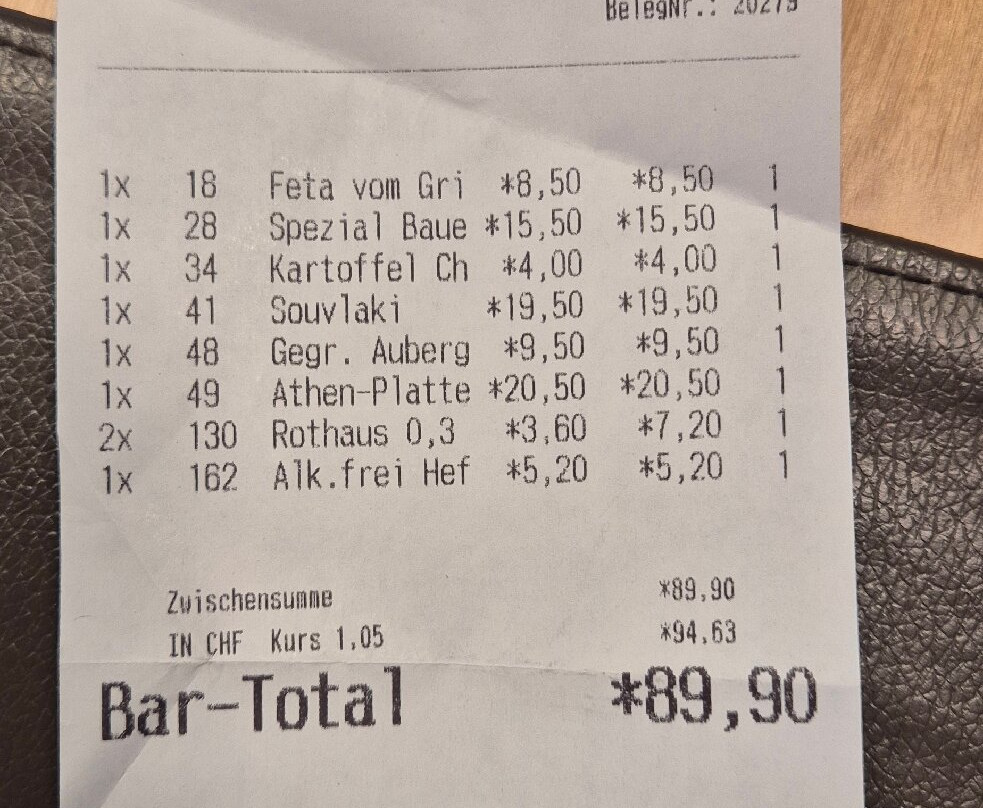 BelegNr.: 20279
1x 18 Feta vom Gri *8,50 *8,50 1
1x 28 Spezial Baue *15,50 *15,50 1
1x 34 Kartoffel Ch *4,00 *4,00 1
1x 41 Souvlaki *19,50 *19,50 1
1x 48 Gegr. Auberg *9,50 *9,50 1
1x 49 Athen-Platte *20,50 *20,50 1
2x 130 Rothaus 0,3 *3,60 *7,20 1
1x 162 Alk.frei Hef *5,20 *5,20 1
Zwischensumme *89,90
IN CHF Kurs 1,05 *94,63
Bar-Total *89,90